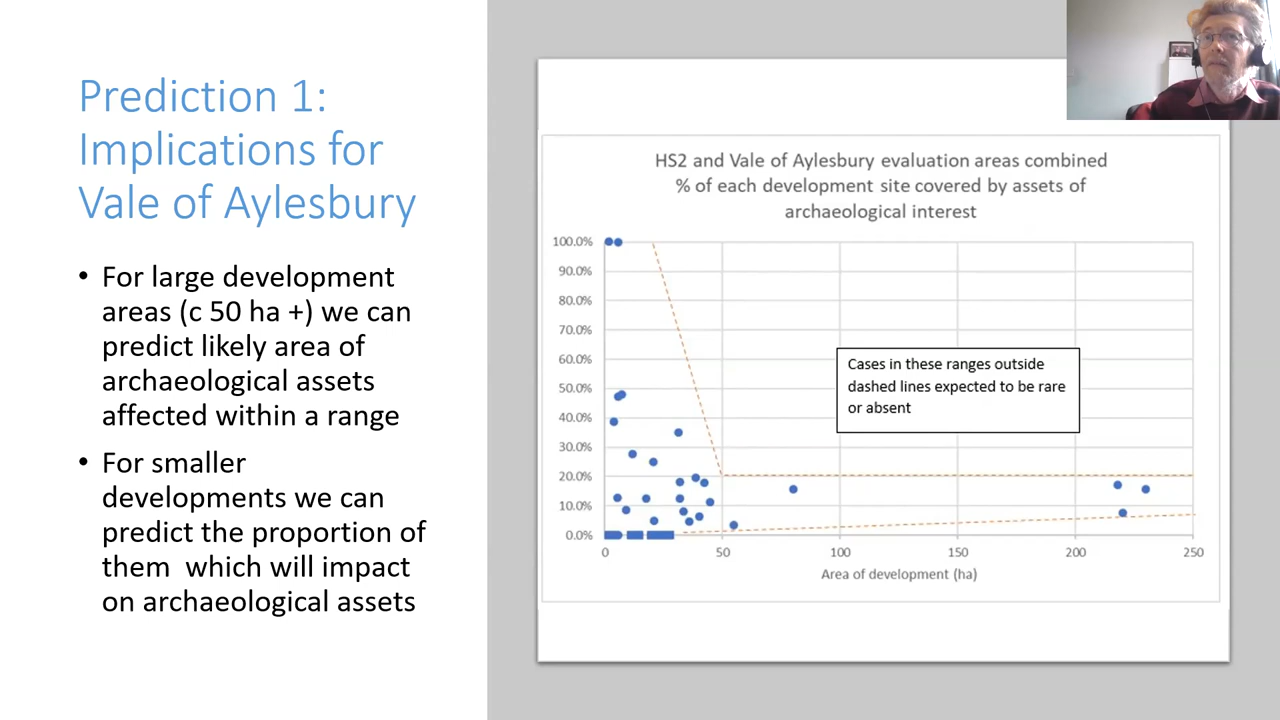 Prediction 1:
Implications for
Vale of Aylesbury
• For large development
areas (c 50 ha +) we can
predict likely area of
archaeological assets
affected within a range
• For smaller
developments we can
predict the proportion of
them which will impact
on archaeological assets
HS2 and Vale of Aylesbury evaluation areas combined
% of each development site covered by assets of
archaeological interest
100.0%
90.0%
80.0%
70.0%
60.0%
50.0%
40.0%
30.0%
20.0%
10.0%
0.0%
Cases in these ranges outside
dashed lines expected to be rare
or absent
0 50 100 150 200 250
Area of development (ha)